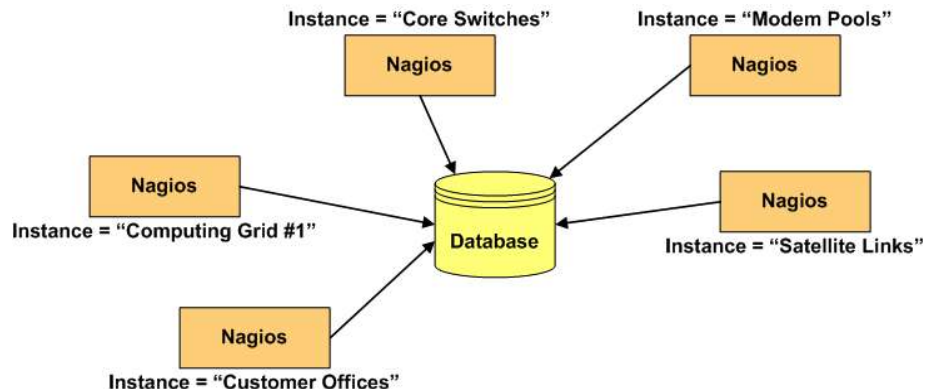 Instance = “Core Switches”
Nagios
Instance = “Modem Pools”
Nagios
Nagios
Instance = “Computing Grid #1”
Database
Nagios
Instance = “Satellite Links”
Nagios
Instance = “Customer Offices”